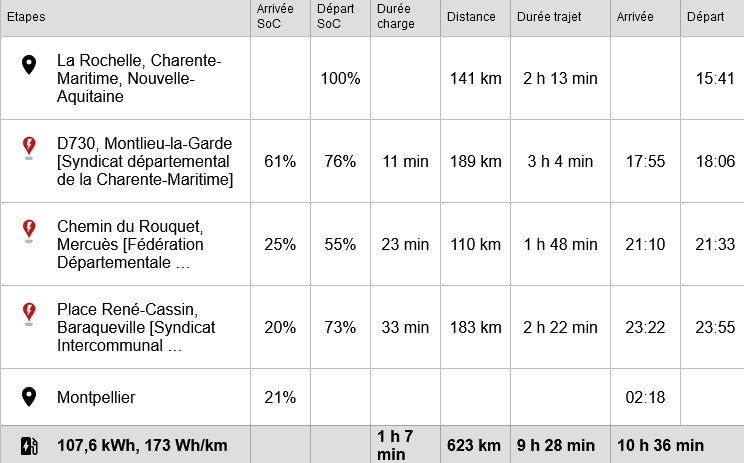 Etapes Arrivée SoC Départ SoC Durée charge Distance Durée trajet Arrivée Départ
La Rochelle, Charente-
Maritime, Nouvelle-
Aquitaine
100% 141 km 2 h 13 min 15:41
D730, Montlieu-la-Garde
[Syndicat départemental
de la Charente-Maritime]
61% 76% 11 min 189 km 3 h 4 min 17:55 18:06
Chemin du Rouquet,
Mercuès [Fédération
Départementale …
25% 55% 23 min 110 km 1 h 48 min 21:10 21:33
Place René-Cassin,
Baraqueville [Syndicat
Intercommunal …
20% 73% 33 min 183 km 2 h 22 min 23:22 23:55
Montpellier 21% 02:18
107,6 kWh, 173 Wh/km 1 h 7 min 623 km 9 h 28 min 10 h 36 min